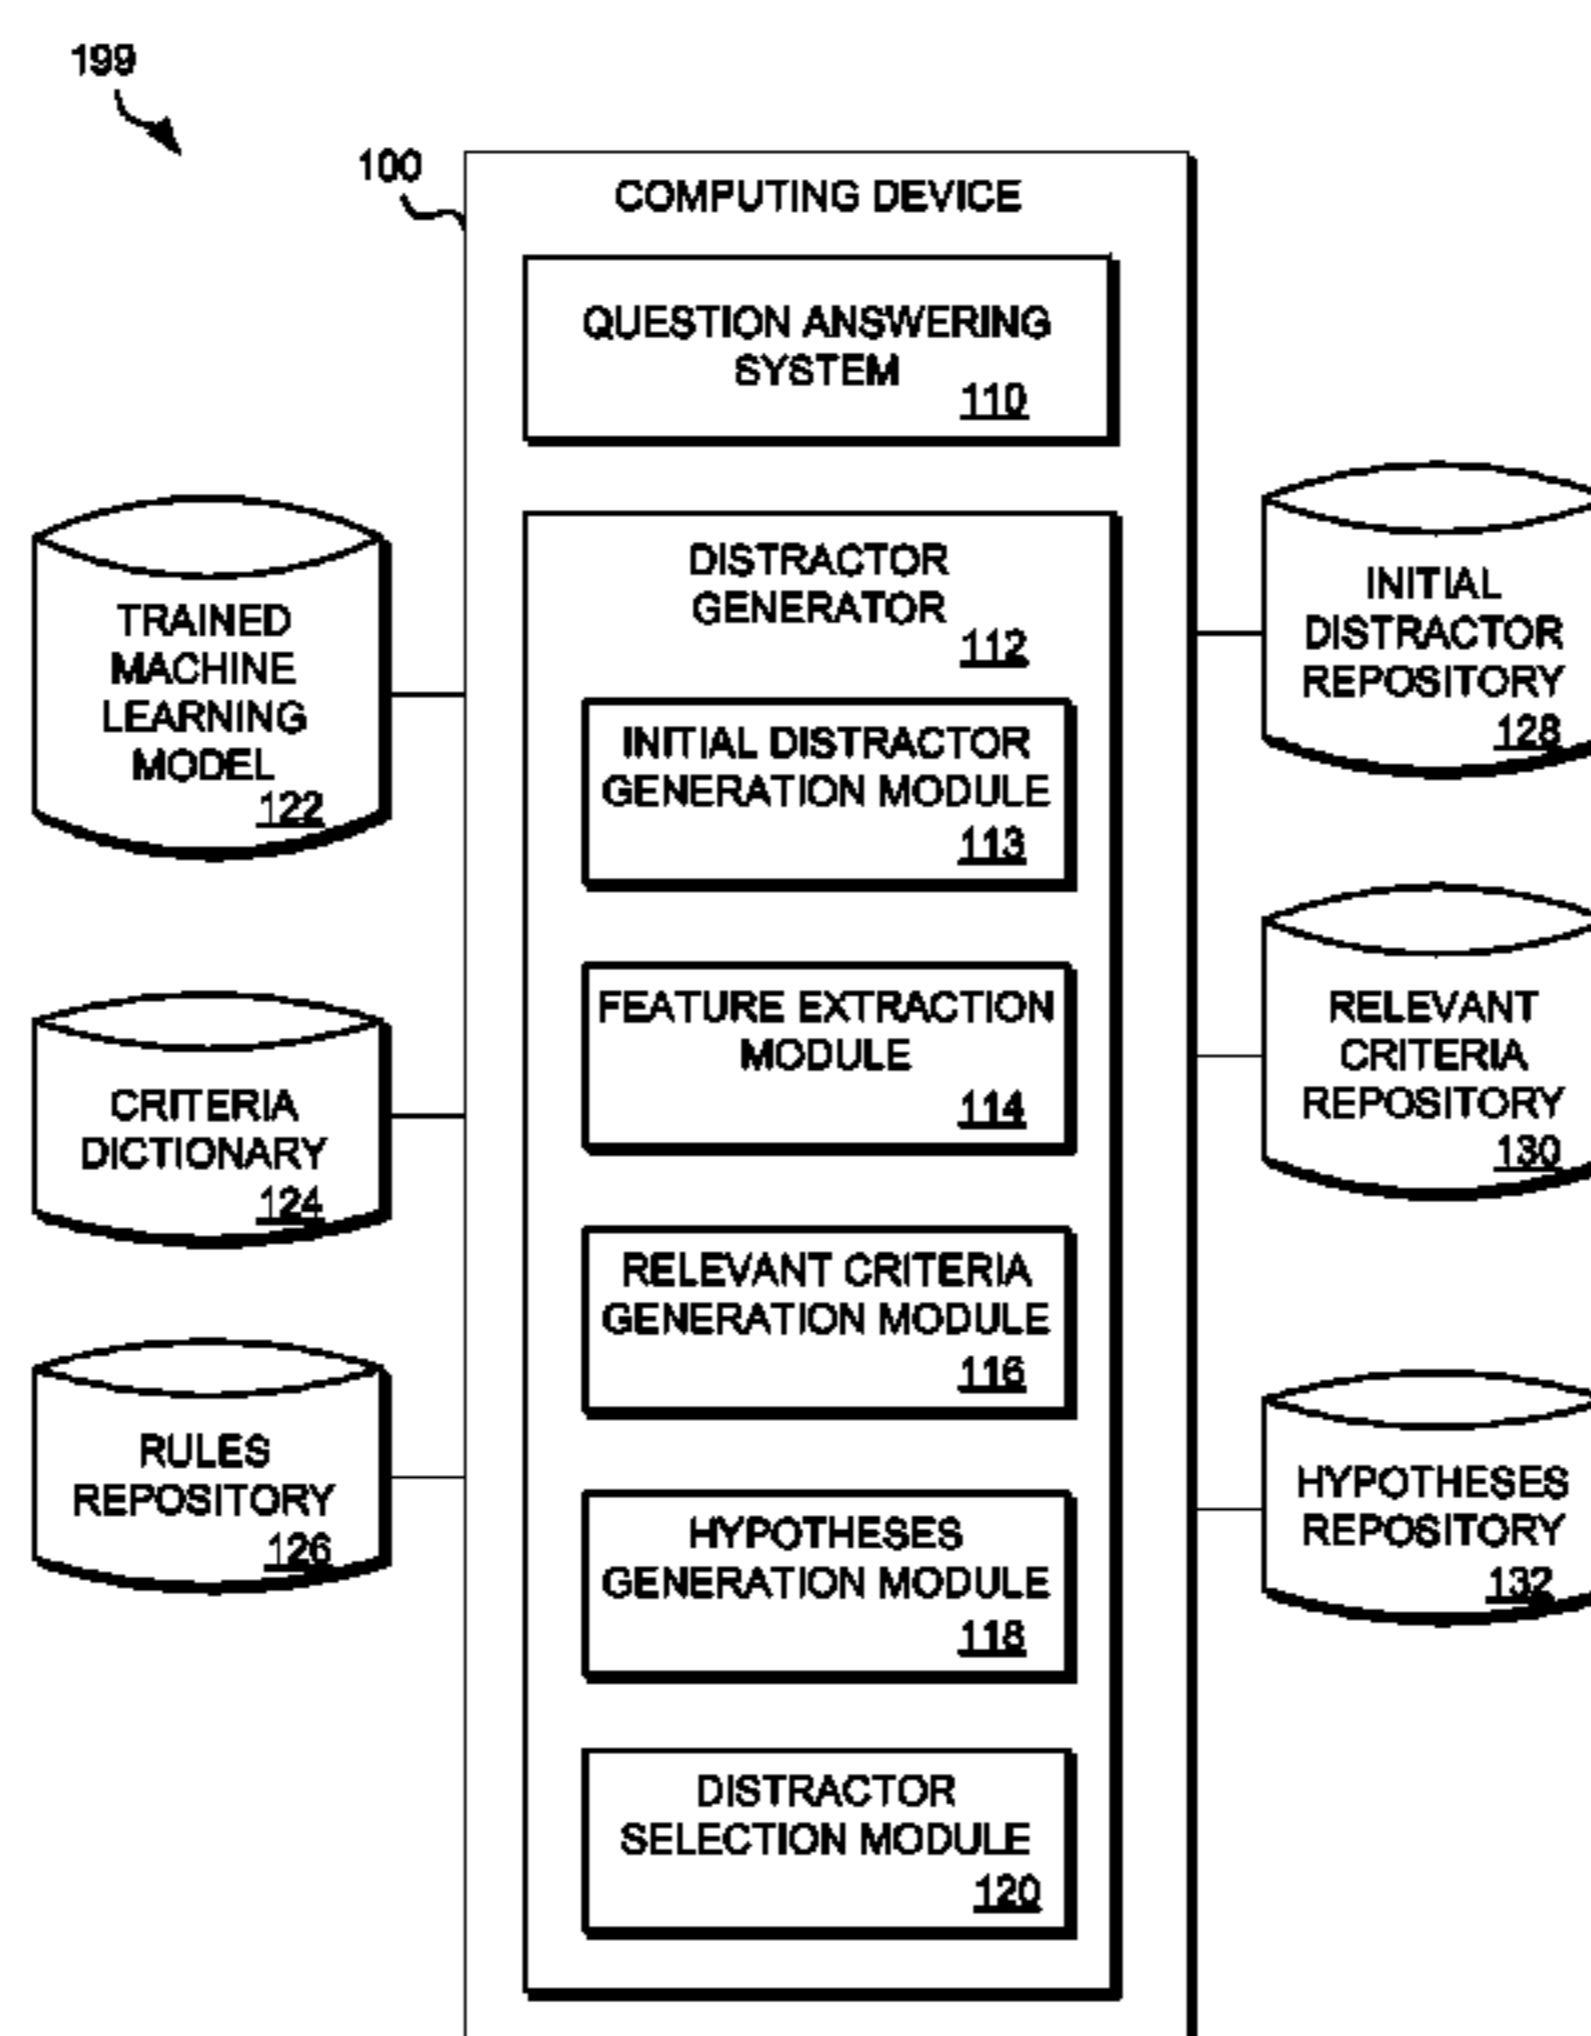 199
100
COMPUTING DEVICE
QUESTION ANSWERING
SYSTEM
110
DISTRACTOR
GENERATOR
112
INITIAL DISTRACTOR
GENERATION MODULE
113
FEATURE EXTRACTION
MODULE
114
RELEVANT CRITERIA
GENERATION MODULE
116
HYPOTHESES
GENERATION MODULE
118
DISTRACTOR
SELECTION MODULE
120
TRAINED
MACHINE
LEARNING
MODEL
122
CRITERIA
DICTIONARY
124
RULES
REPOSITORY
126
INITIAL
DISTRACTOR
REPOSITORY
128
RELEVANT
CRITERIA
REPOSITORY
130
HYPOTHESES
REPOSITORY
132